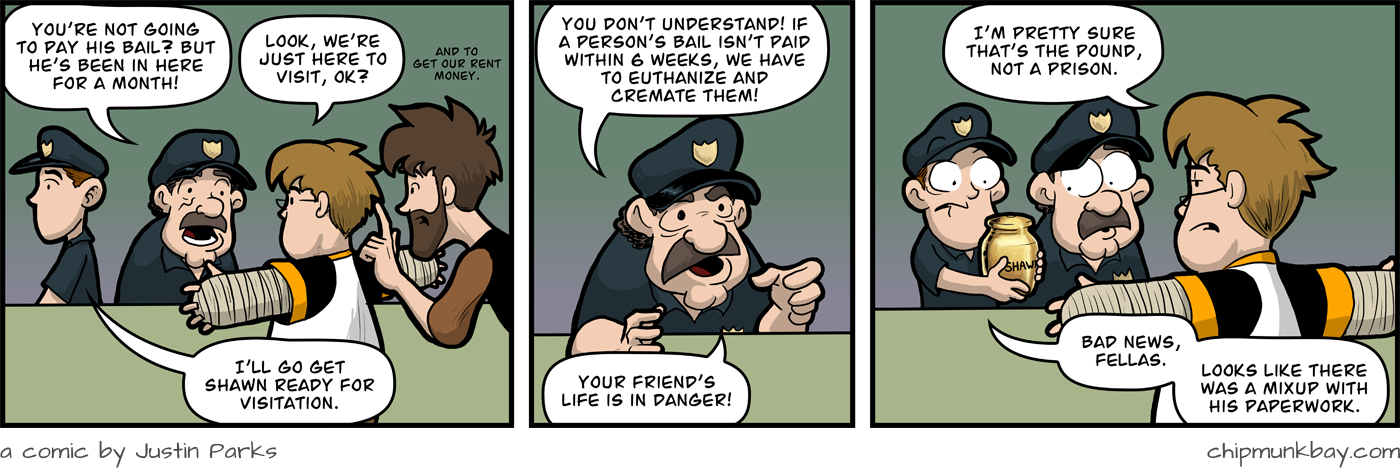 YOU'RE NOT GOING
TO PAY HIS BAIL? BUT
HE'S BEEN IN HERE
FOR A MONTH!
LOOK, WE'RE
JUST HERE TO
VISIT, OK?
AND TO
GET OUR RENT
MONEY.
I'LL GO GET
SHAWN READY FOR
VISITATION.
YOU DON'T UNDERSTAND! IF
A PERSON'S BAIL ISN'T PAID
WITHIN 6 WEEKS, WE HAVE
TO EUTHANIZE AND
CREMATE THEM!
YOUR FRIEND'S
LIFE IS IN DANGER!
I'M PRETTY SURE
THAT'S THE POUND,
NOT A PRISON.
SHAWN
BAD NEWS,
FELLAS.
LOOKS LIKE THERE
WAS A MIXUP WITH
HIS PAPERWORK.
a comic by Justin Parks
chipmunkbay.com